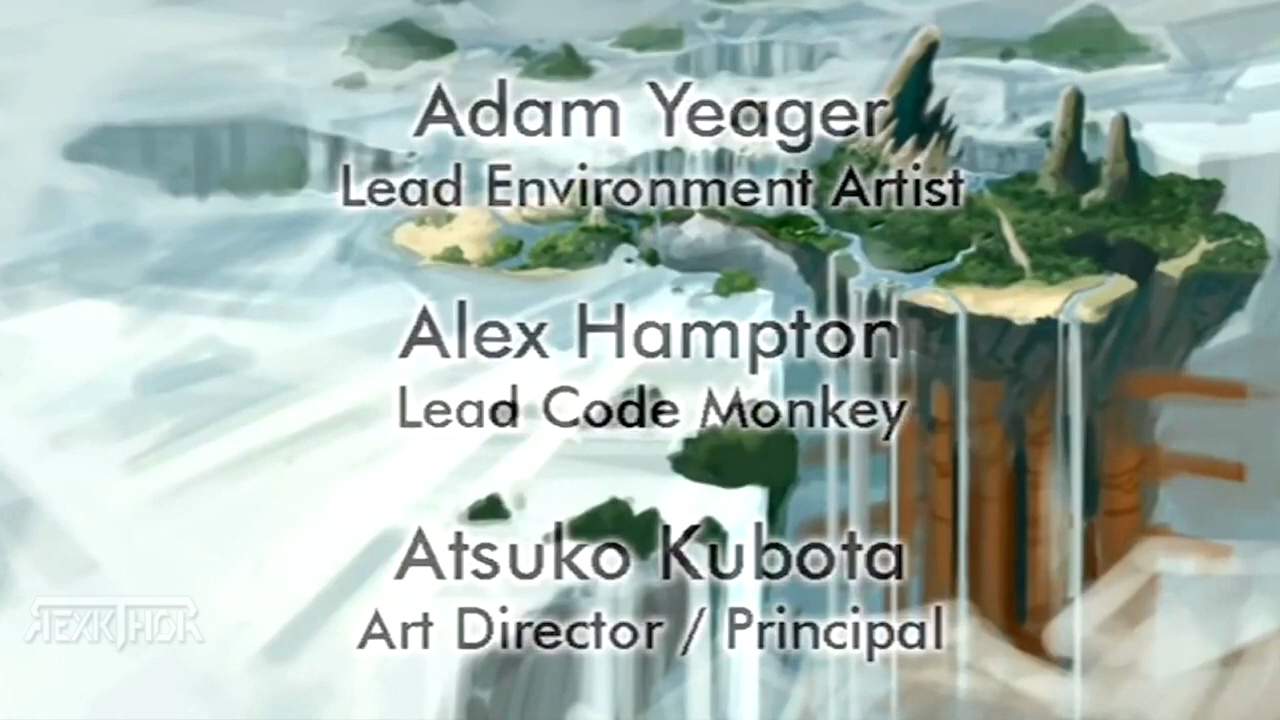 Adam Yeager
Lead Environment Artist
Alex Hampton
Lead Code Monkey
Atsuko Kubota
Art Director / Principal